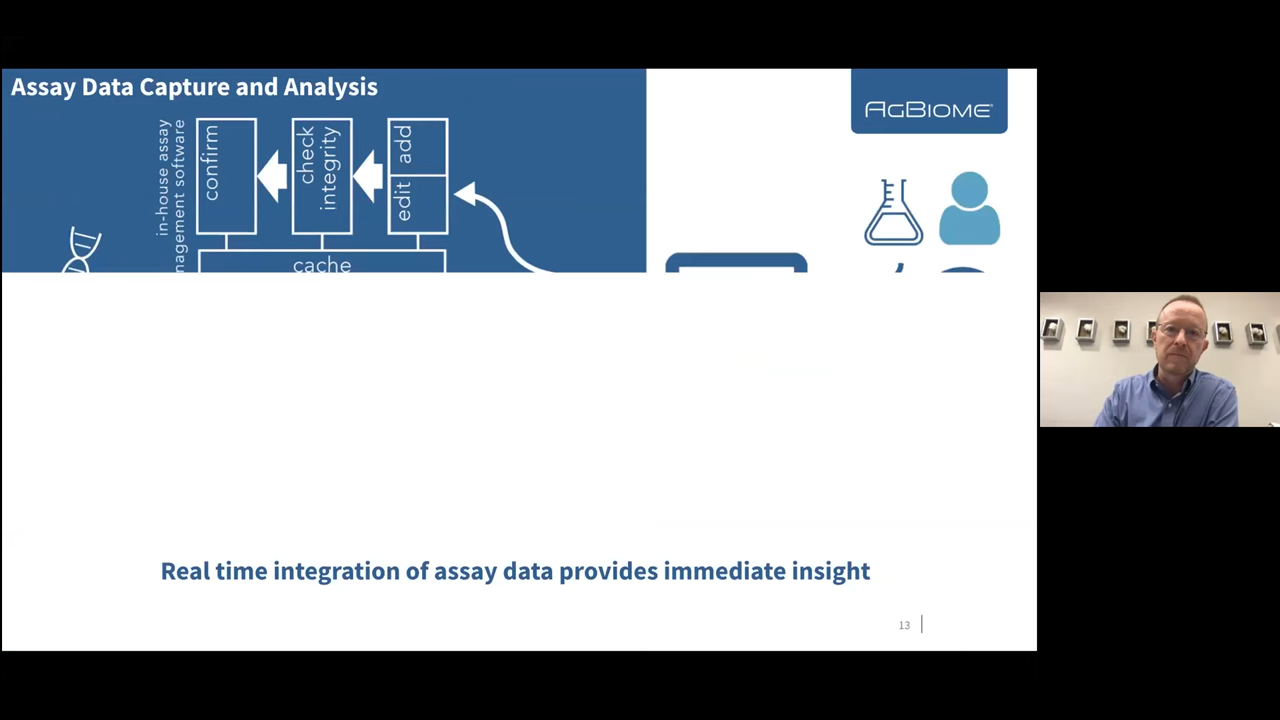 Assay Data Capture and Analysis
AGBIOME
in-house assay
management software
confirm
check
integrity
add
edit
cache
Real time integration of assay data provides immediate insight
13